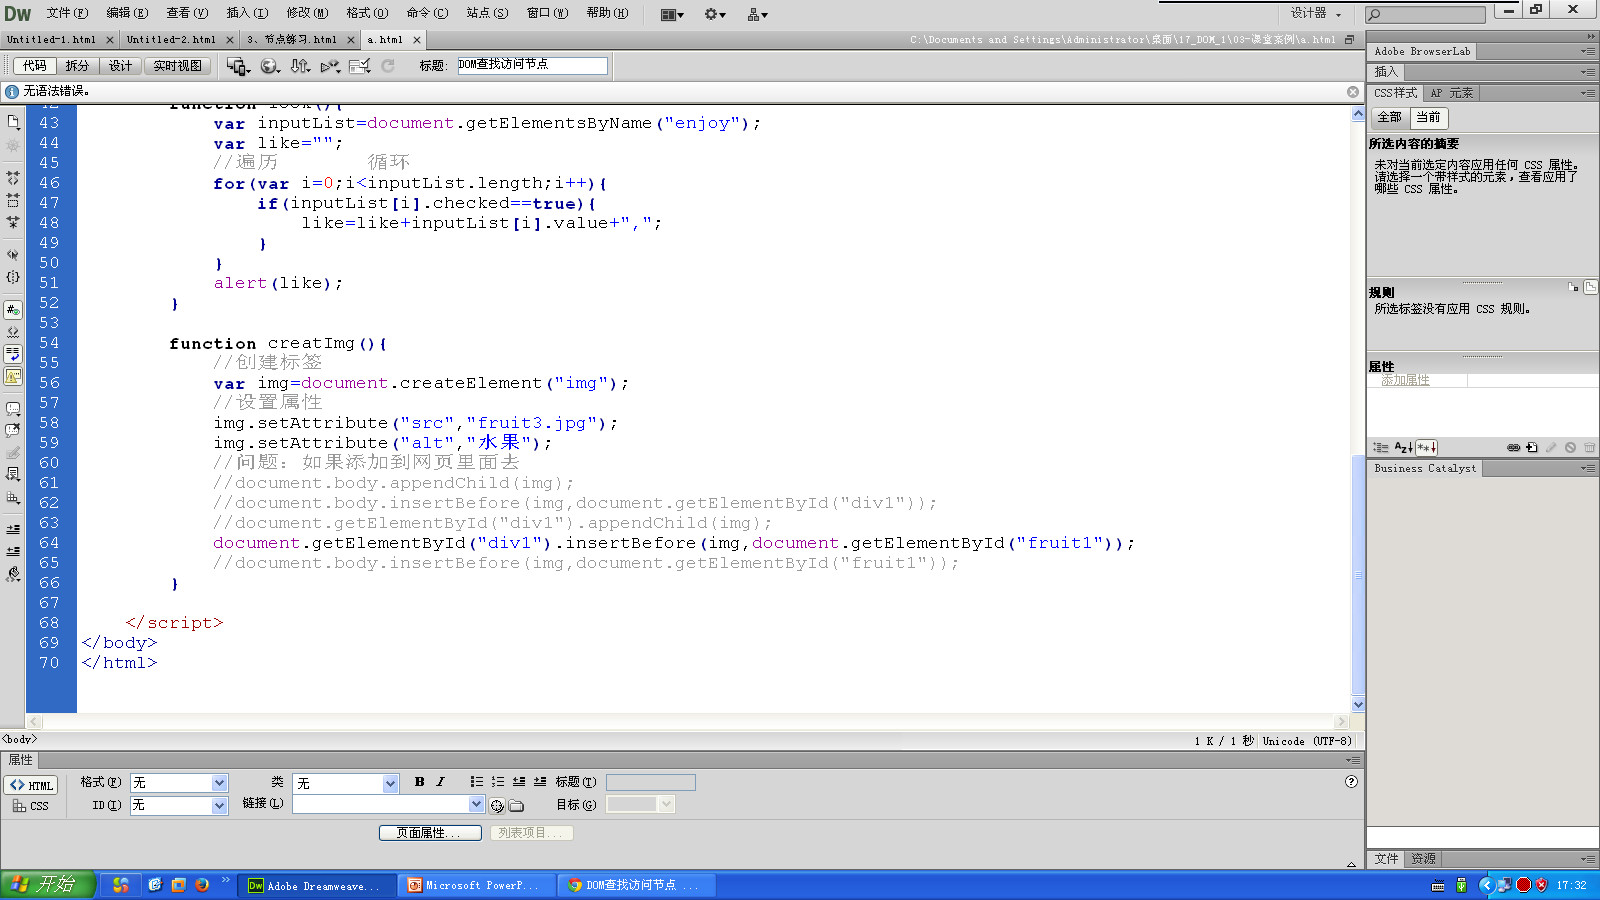 Dw 文件(F) 编辑(E) 查看(V) 插入(I) 修改(M) 格式(O) 命令(C) 站点(S) 窗口(W) 帮助(H) 设计器
Untitled-1.html Untitled-2.html 3、节点练习.html a.html C:\Documents and Settings\Administrator\桌面\17_DOM_1\03-课堂案例\a.html
代码 拆分 设计 实时视图 标题: DOM查找访问节点
无语法错误。
42 function look(){
43 var inputList=document.getElementsByName("enjoy");
44 var like="";
45 //遍历 循环
46 for(var i=0;i<inputList.length;i++){
47 if(inputList[i].checked==true){
48 like=like+inputList[i].value+",";
49 }
50 }
51 alert(like);
52 }
53
54 function creatImg(){
55 //创建标签
56 var img=document.createElement("img");
57 //设置属性
58 img.setAttribute("src","fruit3.jpg");
59 img.setAttribute("alt","水果");
60 //问题: 如果添加到网页里面去
61 //document.body.appendChild(img);
62 //document.body.insertBefore(img,document.getElementById("div1"));
63 //document.getElementById("div1").appendChild(img);
64 document.getElementById("div1").insertBefore(img,document.getElementById("fruit1"));
65 //document.body.insertBefore(img,document.getElementById("fruit1"));
66 }
67
68 </script>
69 </body>
70 </html>
<body> 1 K / 1 秒 Unicode (UTF-8)
属性
HTML 格式(F) 无 类 无 B I 标题(T)
CSS ID(I) 无 链接(L) 目标(G)
页面属性... 列表项目...
Adobe BrowserLab
插入
CSS样式 AP 元素
全部 当前
所选内容的摘要
未对当前选定内容应用任何 CSS 属性。
请选择一个带样式的元素，查看应用了
哪些 CSS 属性。
规则
所选标签没有应用 CSS 规则。
属性
添加属性
Az↓ **↓
Business Catalyst
文件 资源
开始 Adobe Dreamweave... Microsoft PowerP... DOM查找访问节点 ... 17:32